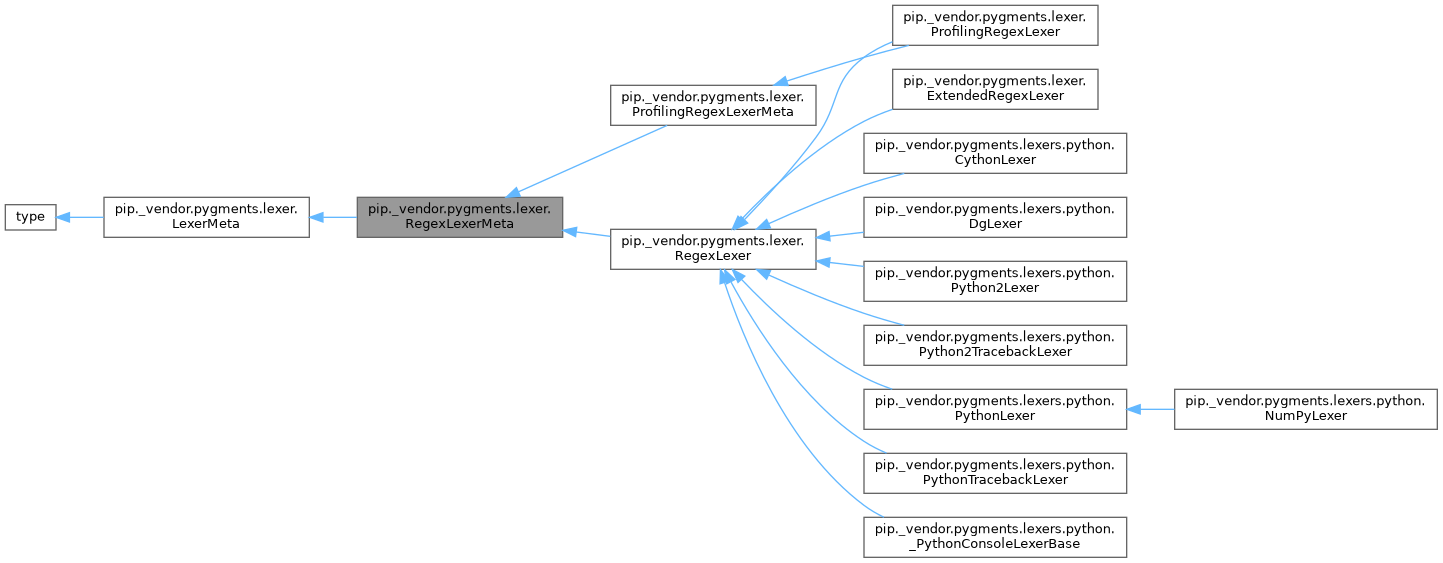 type
pip._vendor.pygments.lexer.
LexerMeta
pip._vendor.pygments.lexer.
RegexLexerMeta
pip._vendor.pygments.lexer.
ProfilingRegexLexerMeta
pip._vendor.pygments.lexer.
RegexLexer
pip._vendor.pygments.lexer.
ProfilingRegexLexer
pip._vendor.pygments.lexer.
ExtendedRegexLexer
pip._vendor.pygments.lexers.python.
CythonLexer
pip._vendor.pygments.lexers.python.
DgLexer
pip._vendor.pygments.lexers.python.
Python2Lexer
pip._vendor.pygments.lexers.python.
Python2TracebackLexer
pip._vendor.pygments.lexers.python.
PythonLexer
pip._vendor.pygments.lexers.python.
PythonTracebackLexer
pip._vendor.pygments.lexers.python.
_PythonConsoleLexerBase
pip._vendor.pygments.lexers.python.
NumPyLexer